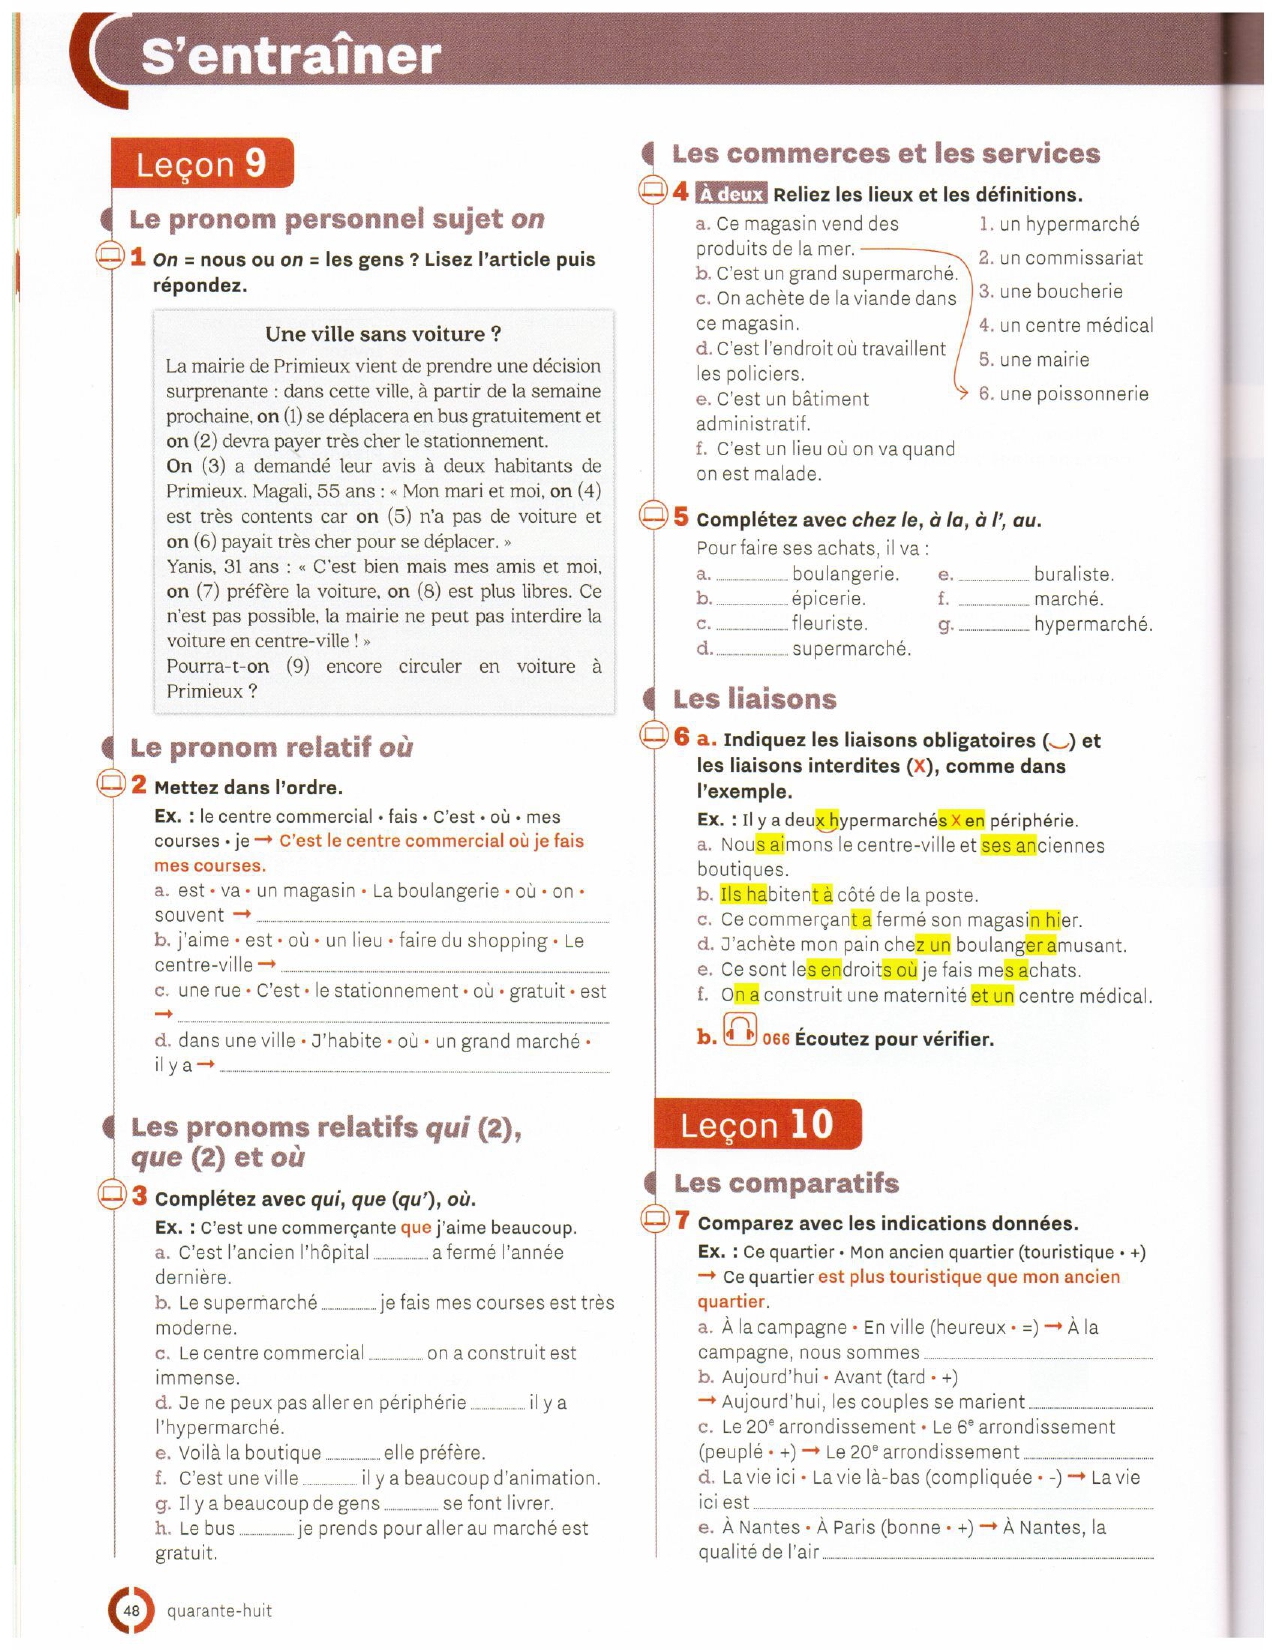 S'entraîner
Leçon 9
Le pronom personnel sujet on
1 On = nous ou on = les gens ? Lisez l'article puis
répondez.
Une ville sans voiture ?
La mairie de Primieux vient de prendre une décision
surprenante : dans cette ville, à partir de la semaine
prochaine, on (1) se déplacera en bus gratuitement et
on (2) devra payer très cher le stationnement.
On (3) a demandé leur avis à deux habitants de
Primieux. Magali, 55 ans : « Mon mari et moi, on (4)
est très contents car on (5) n'a pas de voiture et
on (6) payait très cher pour se déplacer. »
Yanis, 31 ans : « C'est bien mais mes amis et moi,
on (7) préfère la voiture, on (8) est plus libres. Ce
n'est pas possible, la mairie ne peut pas interdire la
voiture en centre-ville ! »
Pourra-t-on (9) encore circuler en voiture à
Primieux ?
Le pronom relatif où
2 Mettez dans l'ordre.
Ex. : le centre commercial • fais • C'est • où • mes
courses • je → C'est le centre commercial où je fais
mes courses.
a. est • va • un magasin • La boulangerie • où • on •
souvent →
b. j'aime • est • où • un lieu • faire du shopping • Le
centre-ville →
c. une rue • C'est • le stationnement • où • gratuit • est
→
d. dans une ville • J'habite • où • un grand marché •
il y a →
Les pronoms relatifs qui (2),
que (2) et où
3 Complétez avec qui, que (qu'), où.
Ex. : C'est une commerçante que j'aime beaucoup.
a. C'est l'ancien l'hôpital ............ a fermé l'année
dernière.
b. Le supermarché ............ je fais mes courses est très
moderne.
c. Le centre commercial ............ on a construit est
immense.
d. Je ne peux pas aller en périphérie ............ il y a
l'hypermarché.
e. Voilà la boutique ............ elle préfère.
f. C'est une ville ............ il y a beaucoup d'animation.
g. Il y a beaucoup de gens ............ se font livrer.
h. Le bus ............ je prends pour aller au marché est
gratuit.
48 quarante-huit
Les commerces et les services
4 À deux Reliez les lieux et les définitions.
a. Ce magasin vend des
produits de la mer.
b. C'est un grand supermarché.
c. On achète de la viande dans
ce magasin.
d. C'est l'endroit où travaillent
les policiers.
e. C'est un bâtiment
administratif.
f. C'est un lieu où on va quand
on est malade.
1. un hypermarché
2. un commissariat
3. une boucherie
4. un centre médical
5. une mairie
6. une poissonnerie
5 Complétez avec chez le, à la, à l', au.
Pour faire ses achats, il va :
a. ............ boulangerie.
b. ............ épicerie.
c. ............ fleuriste.
d. ............ supermarché.
e. ............ buraliste.
f. ............ marché.
g. ............ hypermarché.
Les liaisons
6 a. Indiquez les liaisons obligatoires (‿) et
les liaisons interdites (X), comme dans
l'exemple.
Ex. : Il y a deux‿hypermarchés X en périphérie.
a. Nous aimons le centre-ville et ses anciennes
boutiques.
b. Ils habitent à côté de la poste.
c. Ce commerçant a fermé son magasin hier.
d. J'achète mon pain chez un boulanger amusant.
e. Ce sont les endroits où je fais mes achats.
f. On a construit une maternité et un centre médical.
b. 066 Écoutez pour vérifier.
Leçon 10
Les comparatifs
7 Comparez avec les indications données.
Ex. : Ce quartier • Mon ancien quartier (touristique • +)
→ Ce quartier est plus touristique que mon ancien
quartier.
a. À la campagne • En ville (heureux • =) → À la
campagne, nous sommes
b. Aujourd'hui • Avant (tard • +)
→ Aujourd'hui, les couples se marient
c. Le 20e arrondissement • Le 6e arrondissement
(peuplé • +) → Le 20e arrondissement
d. La vie ici • La vie là-bas (compliquée • -) → La vie
ici est
e. À Nantes • À Paris (bonne • +) → À Nantes, la
qualité de l'air